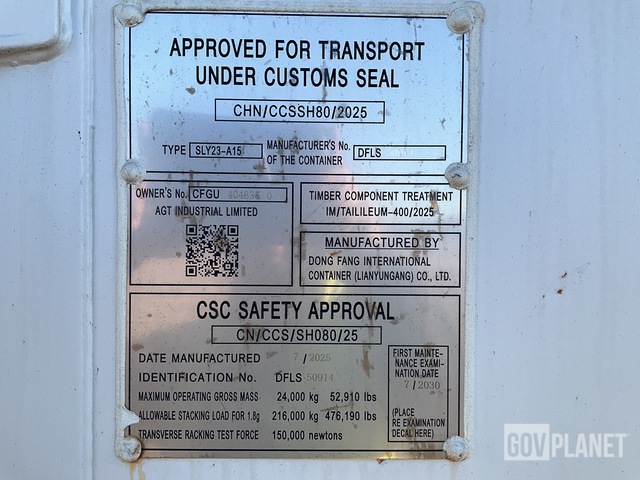 APPROVED FOR TRANSPORT
UNDER CUSTOMS SEAL
CHN/CCSSH80/2025
TYPE SLY23-A15 MANUFACTURER'S No. OF THE CONTAINER DFLS
OWNER'S No. CFGU
AGT INDUSTRIAL LIMITED
TIMBER COMPONENT TREATMENT
IM/TAILILEUM-400/2025
MANUFACTURED BY
DONG FANG INTERNATIONAL
CONTAINER (LIANYUNGANG) CO., LTD.
CSC SAFETY APPROVAL
CN/CCS/SH080/25
DATE MANUFACTURED 7 / 2025
IDENTIFICATION No. DFLS 50914
MAXIMUM OPERATING GROSS MASS 24,000 kg 52,910 lbs
ALLOWABLE STACKING LOAD FOR 1.8g 216,000 kg 476,190 lbs
TRANSVERSE RACKING TEST FORCE 150,000 newtons
FIRST MAINTE-
NANCE EXAMI-
NATION DATE
7 / 2030
(PLACE
RE EXAMINATION
DECAL HERE)
GOVPLANET